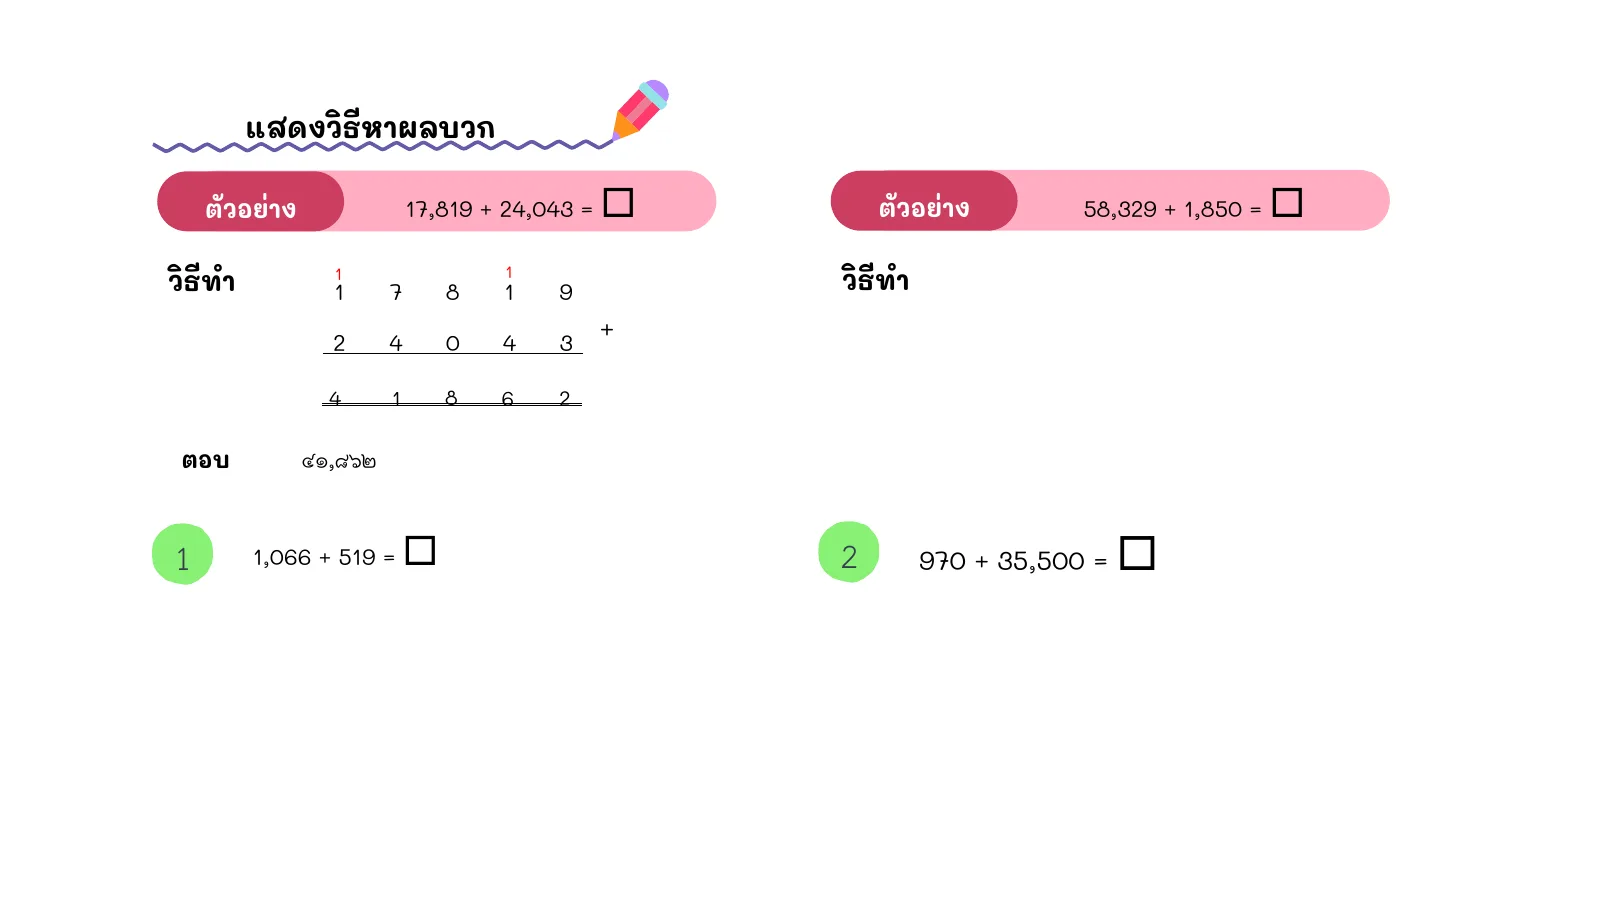 แสดงวิธีหาผลบวก
ตัวอย่าง 17,819 + 24,043 = □
วิธีทำ
1 1
1 7 8 1 9
+
2 4 0 4 3
4 1 8 6 2
ตอบ ๔๑,๘๖๒
ตัวอย่าง 58,329 + 1,850 = □
วิธีทำ
1 1,066 + 519 = □
2 970 + 35,500 = □